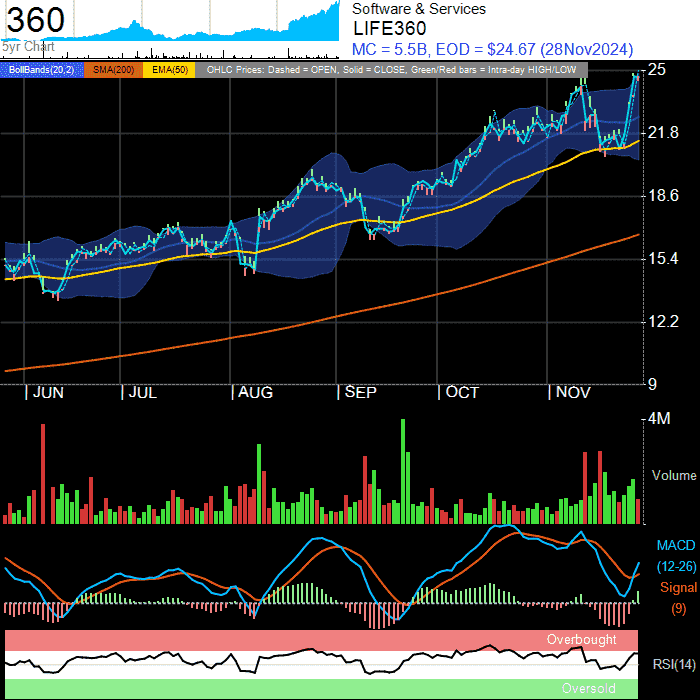 360
Software & Services
LIFE360
5yr Chart
MC = 5.5B, EOD = $24.67 (28Nov2024)
BollBands(20,2) SMA(200) EMA(50) OHLC Prices: Dashed = OPEN, Solid = CLOSE, Green/Red bars = Intra-day HIGH/LOW
25
21.8
18.6
15.4
12.2
9
JUN JUL AUG SEP OCT NOV
4M
Volume
MACD
(12-26)
Signal
(9)
Overbought
RSI(14)
Oversold